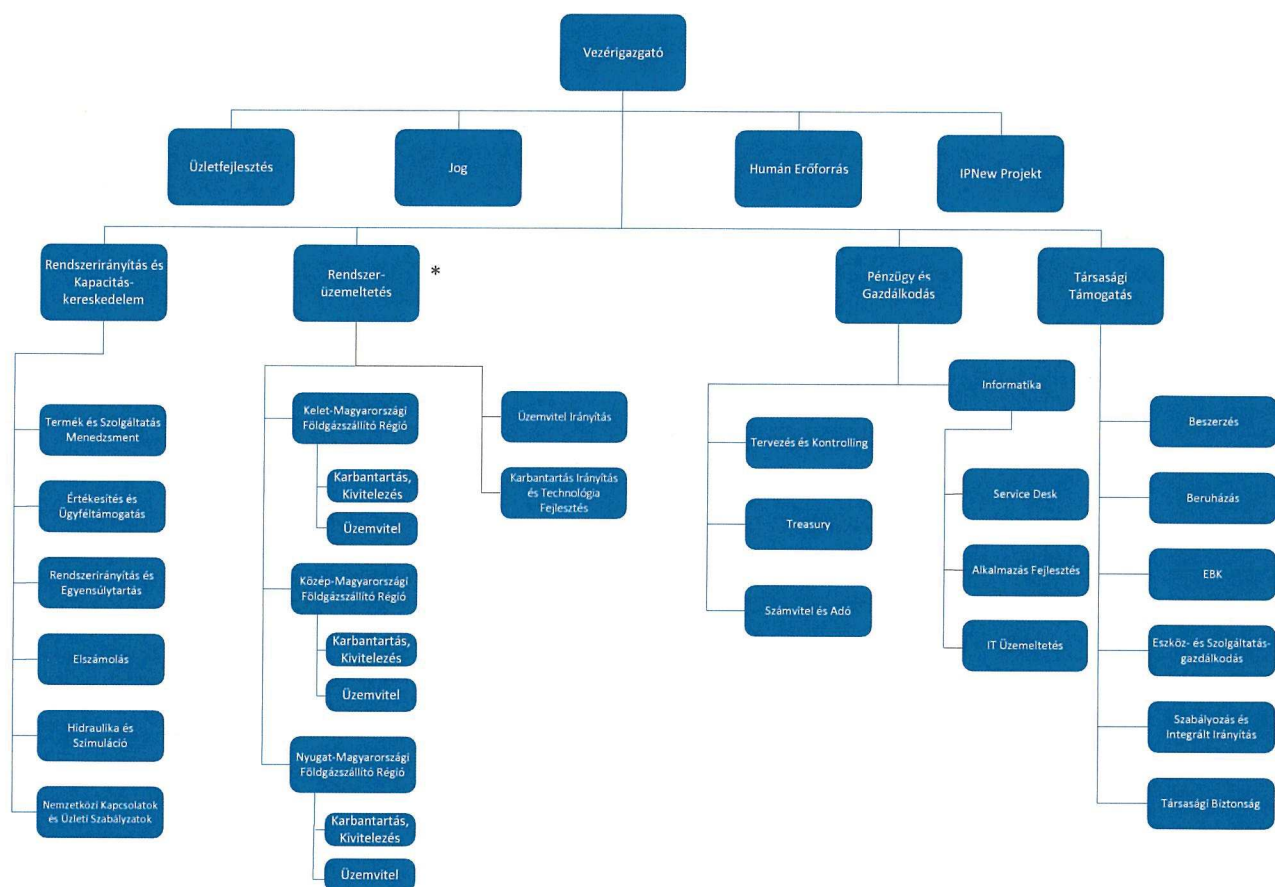 Vezérigazgató
Üzletfejlesztés
Jog
Humán Erőforrás
IPNew Projekt
Rendszerirányítás és
Kapacitás-
kereskedelem
Rendszer-
üzemeltetés
*
Pénzügy és
Gazdálkodás
Társasági
Támogatás
Termék és Szolgáltatás
Menedzsment
Értékesítés és
Ügyféltámogatás
Rendszerirányítás és
Egyensúlytartás
Elszámolás
Hidraulika és
Szimuláció
Nemzetközi Kapcsolatok
és Üzleti Szabályzatok
Kelet-Magyarországi
Földgázszállító Régió
Karbantartás,
Kivitelezés
Üzemvitel
Közép-Magyarországi
Földgázszállító Régió
Karbantartás,
Kivitelezés
Üzemvitel
Nyugat-Magyarországi
Földgázszállító Régió
Karbantartás,
Kivitelezés
Üzemvitel
Üzemvitel Irányítás
Karbantartás Irányítás
és Technológia
Fejlesztés
Tervezés és Kontrolling
Treasury
Számvitel és Adó
Informatika
Service Desk
Alkalmazás Fejlesztés
IT Üzemeltetés
Beszerzés
Beruházás
EBK
Eszköz- és Szolgáltatás-
gazdálkodás
Szabályozás és
Integrált Irányítás
Társasági Biztonság